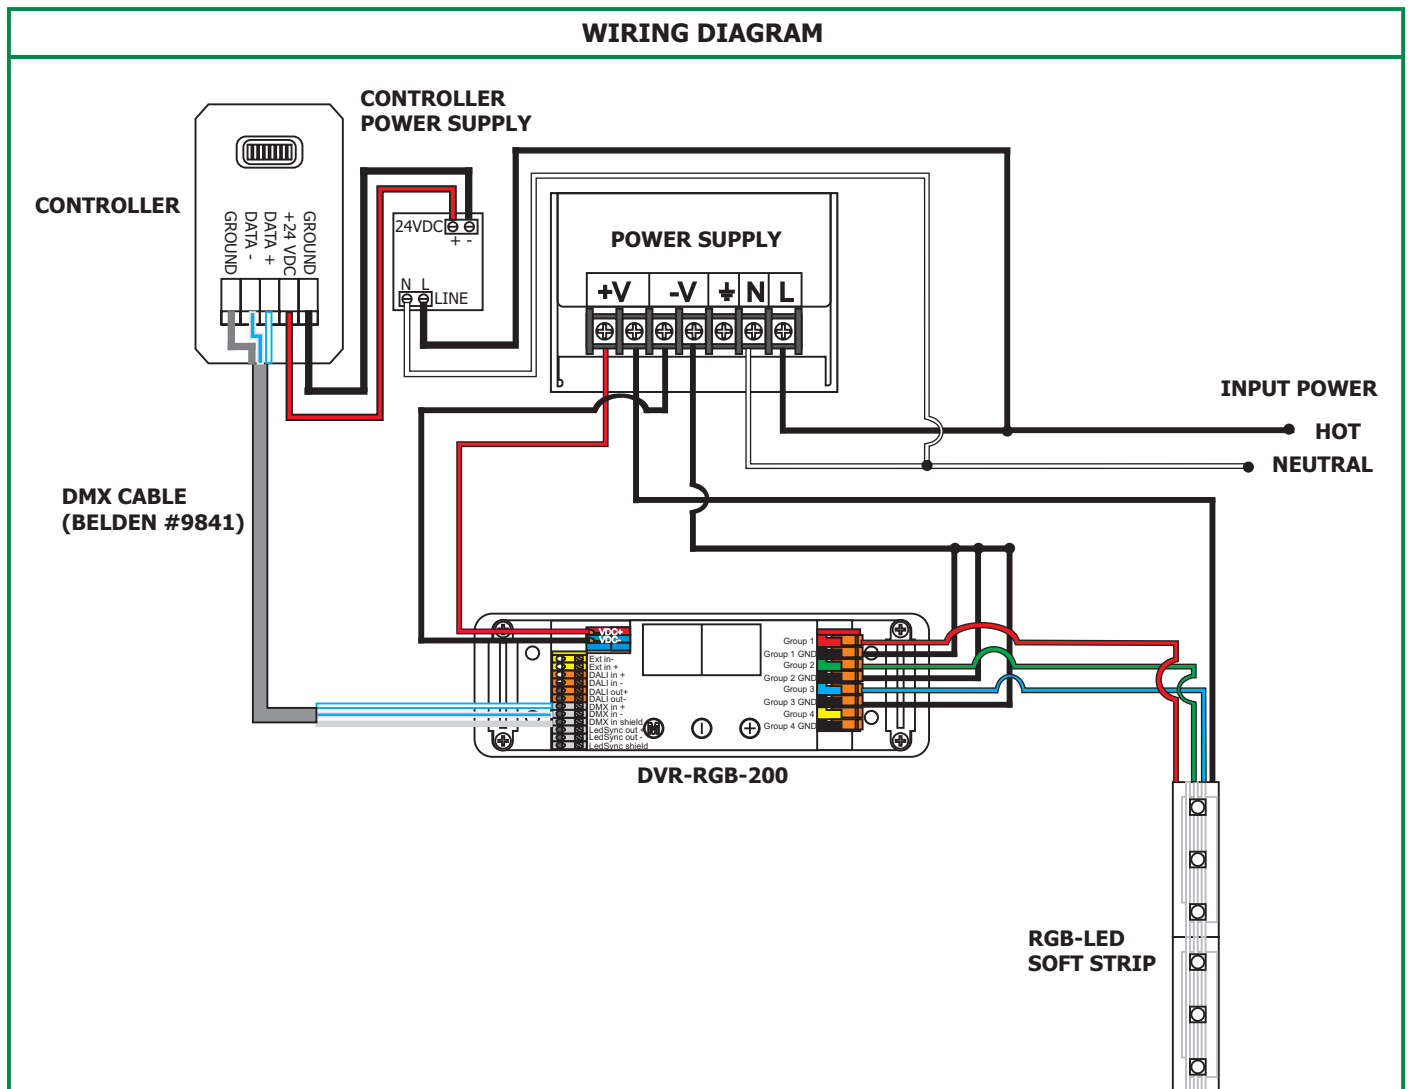 WIRING DIAGRAM
CONTROLLER
POWER SUPPLY
CONTROLLER
GROUND
DATA -
DATA +
+24 VDC
GROUND
24VDC
+ -
N L
LINE
POWER SUPPLY
+V -V N L
INPUT POWER
HOT
NEUTRAL
DMX CABLE
(BELDEN #9841)
VDC+
VDC-
Ext in-
Ext in +
DALI in +
DALI in -
DALI out+
DALI out-
DMX in +
DMX in -
DMX in shield
LedSync out +
LedSync out -
LedSync shield
M
Group 1
Group 1 GND
Group 2
Group 2 GND
Group 3
Group 3 GND
Group 4
Group 4 GND
DVR-RGB-200
RGB-LED
SOFT STRIP